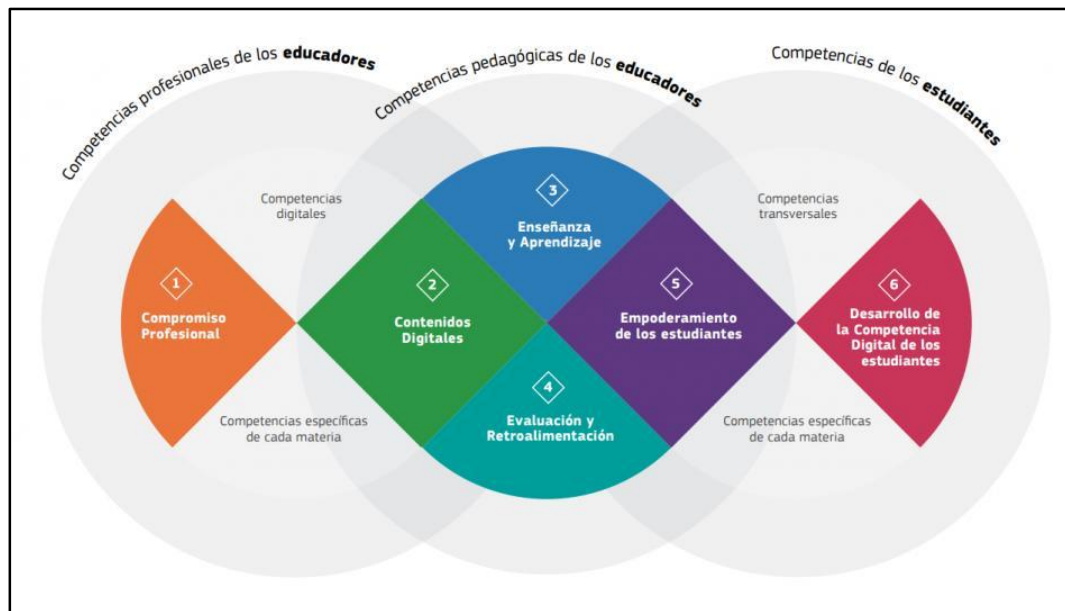 Competencias profesionales de los educadores
Competencias pedagógicas de los educadores
Competencias de los estudiantes
Competencias
digitales
1
Compromiso
Profesional
Competencias específicas
de cada materia
2
Contenidos
Digitales
3
Enseñanza
y Aprendizaje
4
Evaluación y
Retroalimentación
5
Empoderamiento
de los estudiantes
Competencias
transversales
6
Desarrollo de
la Competencia
Digital de los
estudiantes
Competencias específicas
de cada materia